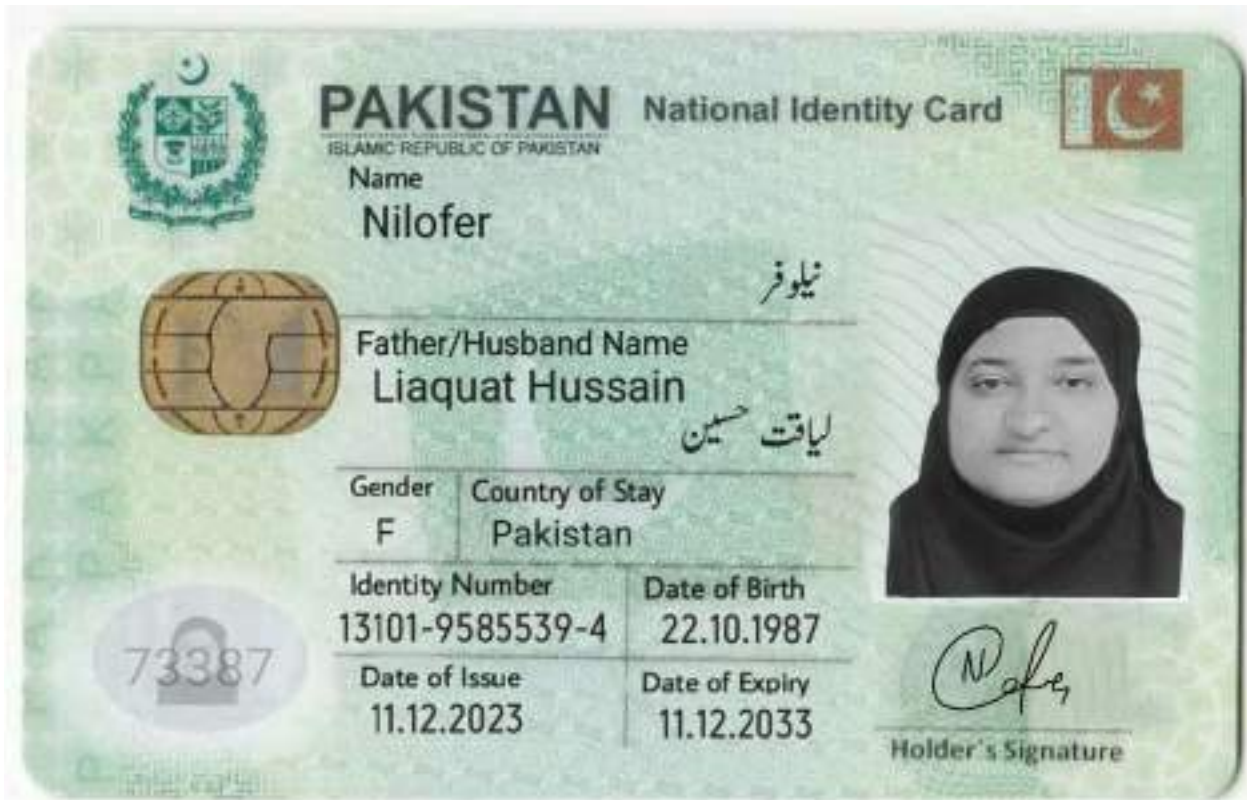 PAKISTAN National Identity Card
ISLAMIC REPUBLIC OF PAKISTAN
Name
Nilofer
نیلوفر
Father/Husband Name
Liaquat Hussain
لیاقت حسین
Gender Country of Stay
F Pakistan
Identity Number Date of Birth
13101-9585539-4 22.10.1987
73387
Date of Issue Date of Expiry
11.12.2023 11.12.2033
Holder's Signature